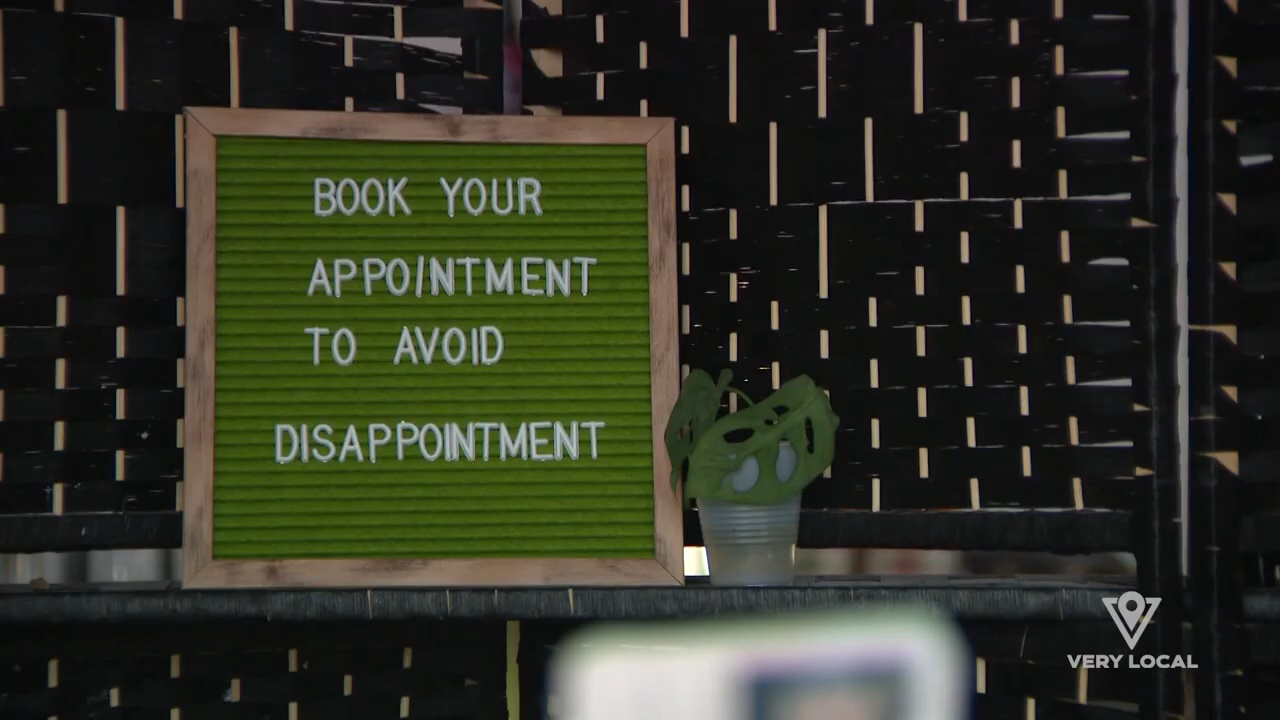 BOOK YOUR
APPOINTMENT
TO AVOID
DISAPPOINTMENT
VERY LOCAL